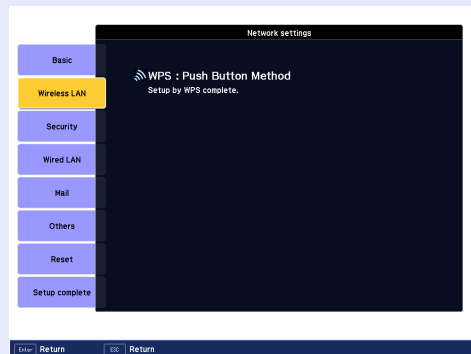 Network settings
Basic
Wireless LAN
Security
Wired LAN
Mail
Others
Reset
Setup complete
WPS : Push Button Method
Setup by WPS complete.
Enter Return ESC Return